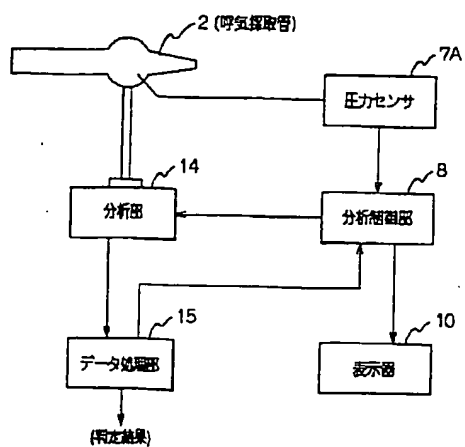 2 (呼気採取管)
7A
圧力センサ
14
8
分析部
分析制御部
15
10
データ処理部
表示器
(判定結果)